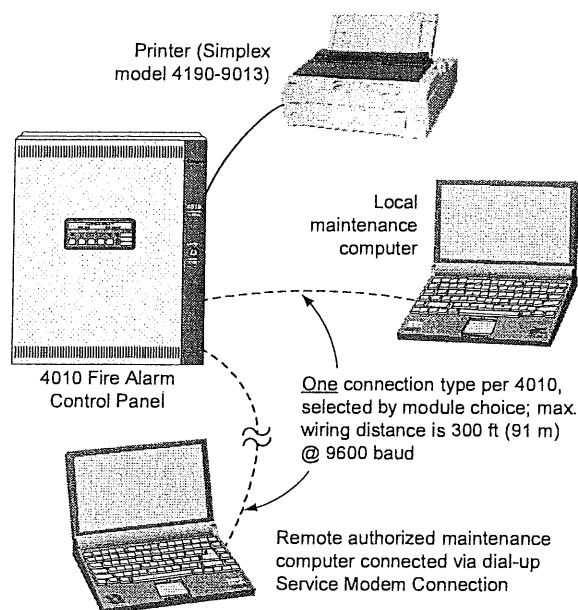 Printer (Simplex
model 4190-9013)
Local
maintenance
computer
4010 Fire Alarm
Control Panel
One connection type per 4010,
selected by module choice; max.
wiring distance is 300 ft (91 m)
@ 9600 baud
Remote authorized maintenance
computer connected via dial-up
Service Modem Connection